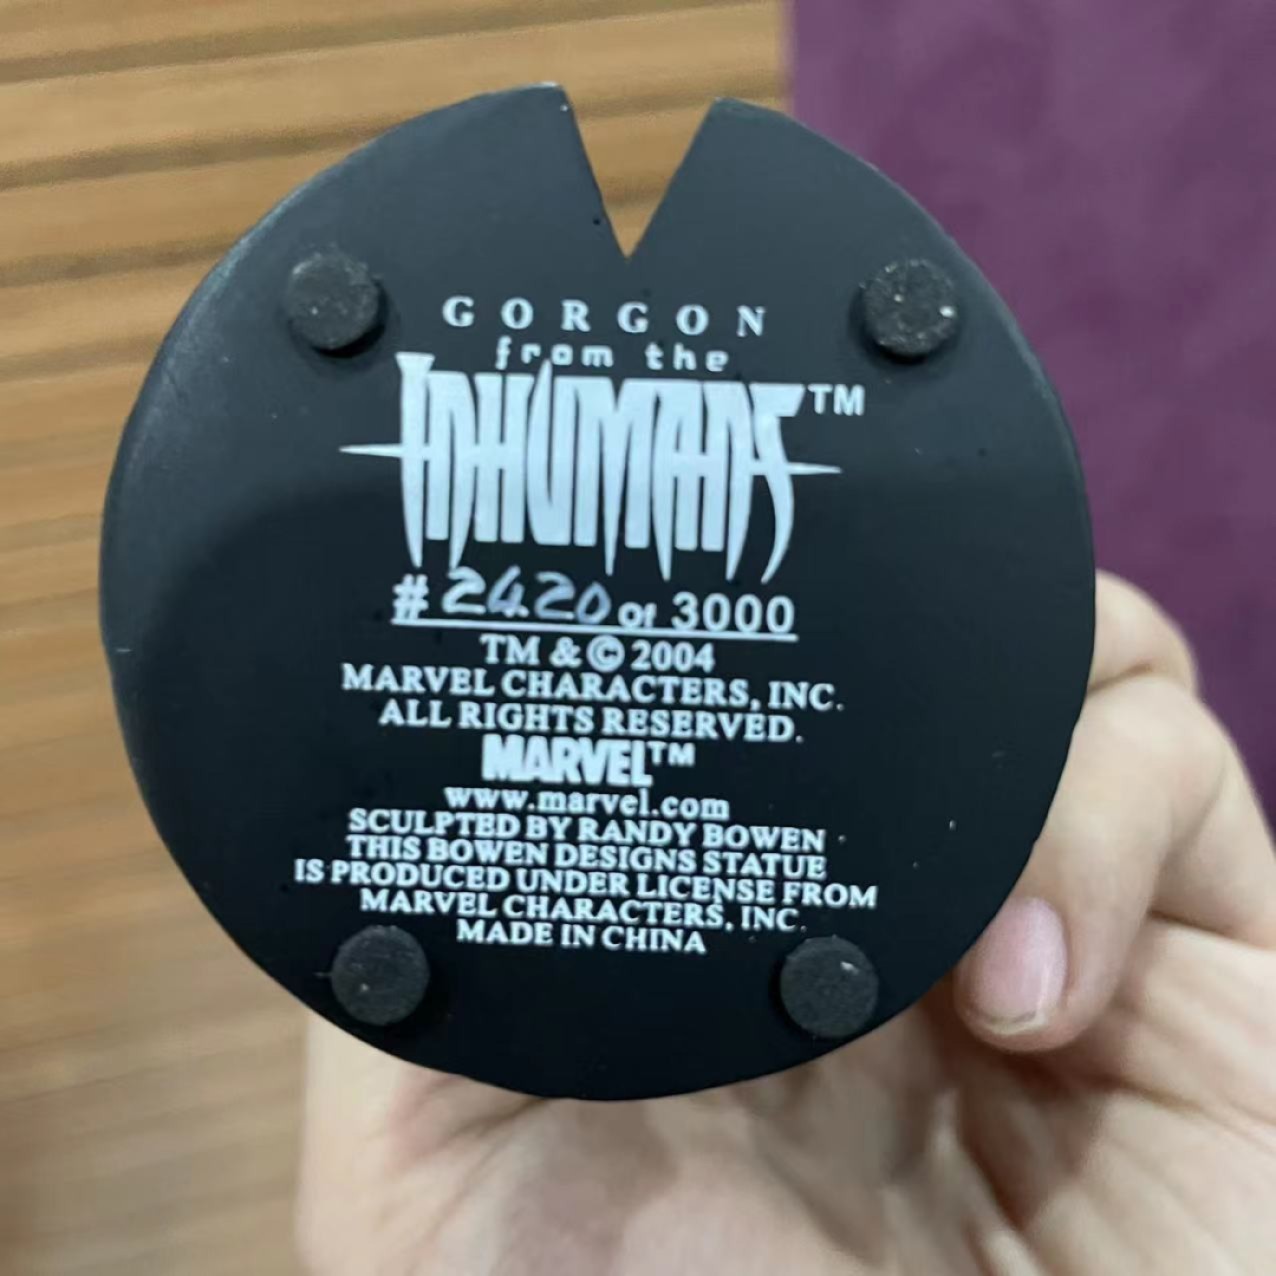 GORGON
from the
INHUMANS™
# 2420 of 3000
TM & © 2004
MARVEL CHARACTERS, INC.
ALL RIGHTS RESERVED.
MARVEL™
www.marvel.com
SCULPTED BY RANDY BOWEN
THIS BOWEN DESIGNS STATUE
IS PRODUCED UNDER LICENSE FROM
MARVEL CHARACTERS, INC.
MADE IN CHINA